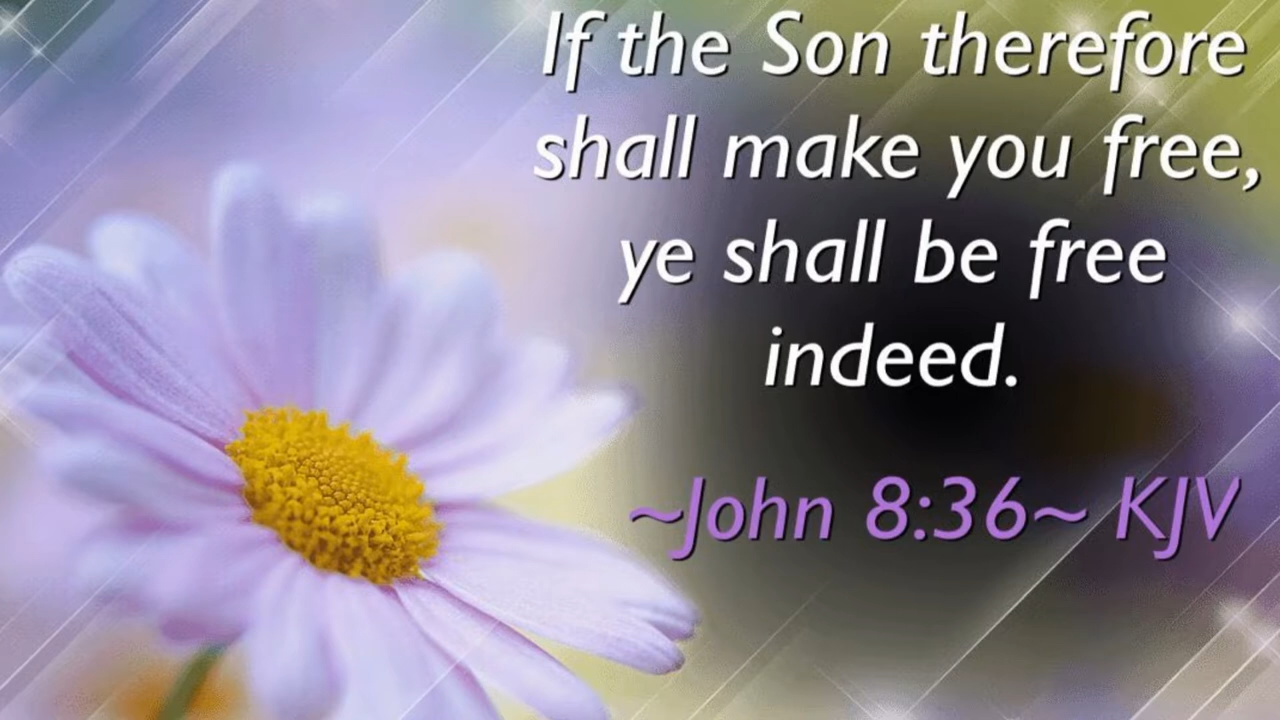 If the Son therefore
shall make you free,
ye shall be free
indeed.
~John 8:36~ KJV